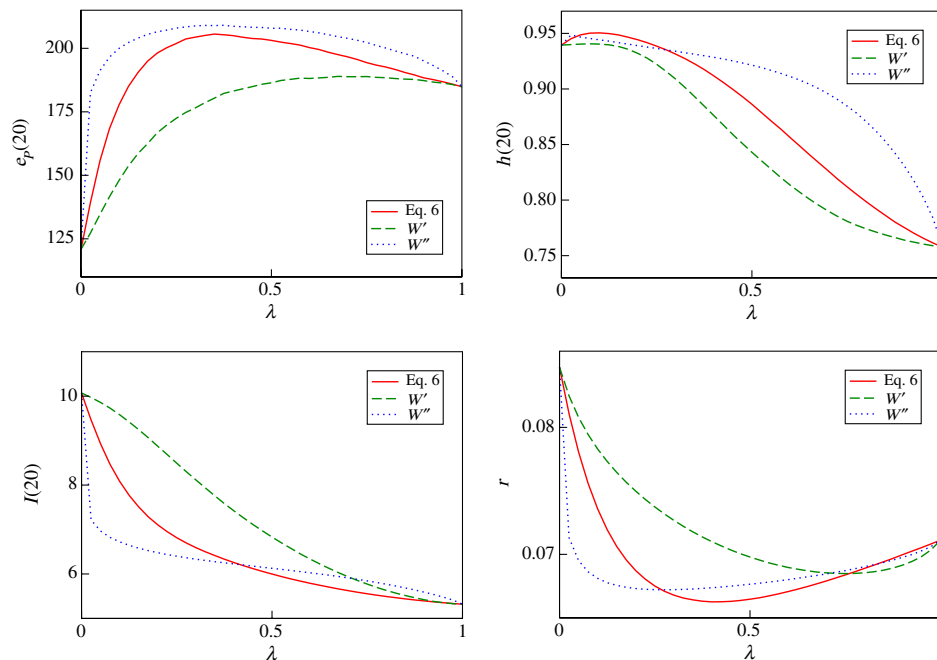 200
175
150
125
e_P(20)
Eq. 6
W′
W″
0
0.5
1
λ
0.95
0.90
0.85
0.80
0.75
h(20)
Eq. 6
W′
W″
0
0.5
λ
10
8
6
I(20)
Eq. 6
W′
W″
0
0.5
1
λ
0.08
0.07
r
Eq. 6
W′
W″
0
0.5
λ